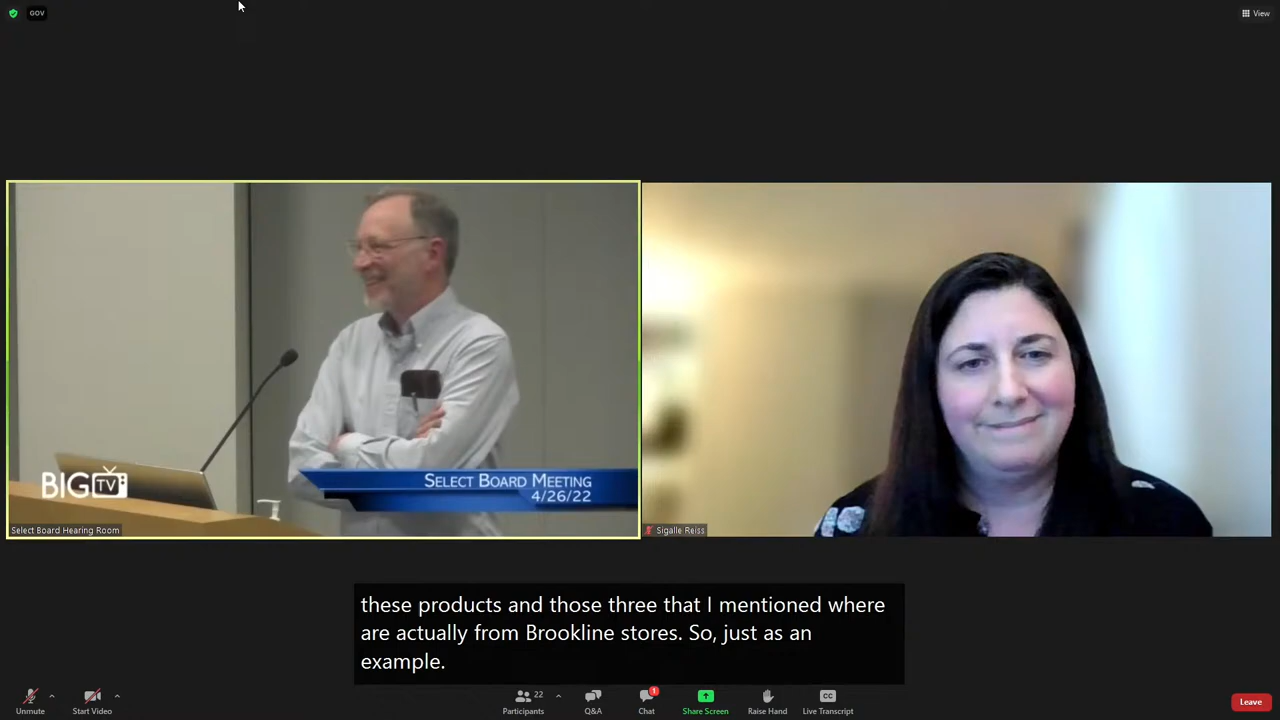 GOV
View
BIG TV
SELECT BOARD MEETING
4/26/22
Select Board Hearing Room
Sigalle Reiss
these products and those three that I mentioned where
are actually from Brookline stores. So, just as an
example.
Unmute
Start Video
22
Participants
Q&A
1
Chat
Share Screen
Raise Hand
CC
Live Transcript
Leave